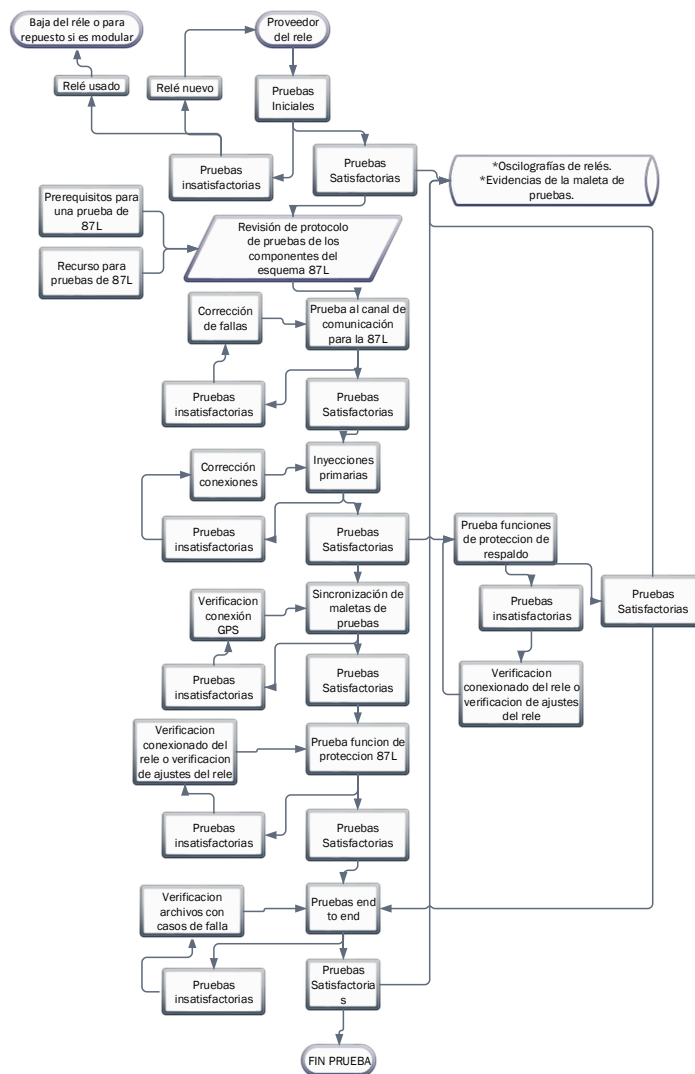 Baja del réle o para
repuesto si es modular
Proveedor
del rele
Relé usado
Relé nuevo
Pruebas
Iniciales
Pruebas
insatisfactorias
Pruebas
Satisfactorias
*Oscilografías de relés.
*Evidencias de la maleta de
pruebas.
Prerequisitos para
una prueba de
87L
Recurso para
pruebas de 87L
Revisión de protocolo
de pruebas de los
componentes del
esquema 87L
Corrección
de fallas
Prueba al canal de
comunicación
para la 87L
Pruebas
insatisfactorias
Pruebas
Satisfactorias
Corrección
conexiones
Inyecciones
primarias
Pruebas
insatisfactorias
Pruebas
Satisfactorias
Prueba funciones
de proteccion de
respaldo
Pruebas
insatisfactorias
Pruebas
Satisfactorias
Verificacion
conexionado del rele o
verificacion de ajustes
del rele
Verificacion
conexión
GPS
Sincronización de
maletas de
pruebas
Pruebas
insatisfactorias
Pruebas
Satisfactorias
Verificacion
conexionado del
rele o verificacion
de ajustes del rele
Prueba funcion de
proteccion 87L
Pruebas
insatisfactorias
Pruebas
Satisfactorias
Verificacion
archivos con
casos de falla
Pruebas end
to end
Pruebas
insatisfactorias
Pruebas
Satisfactoria
s
FIN PRUEBA